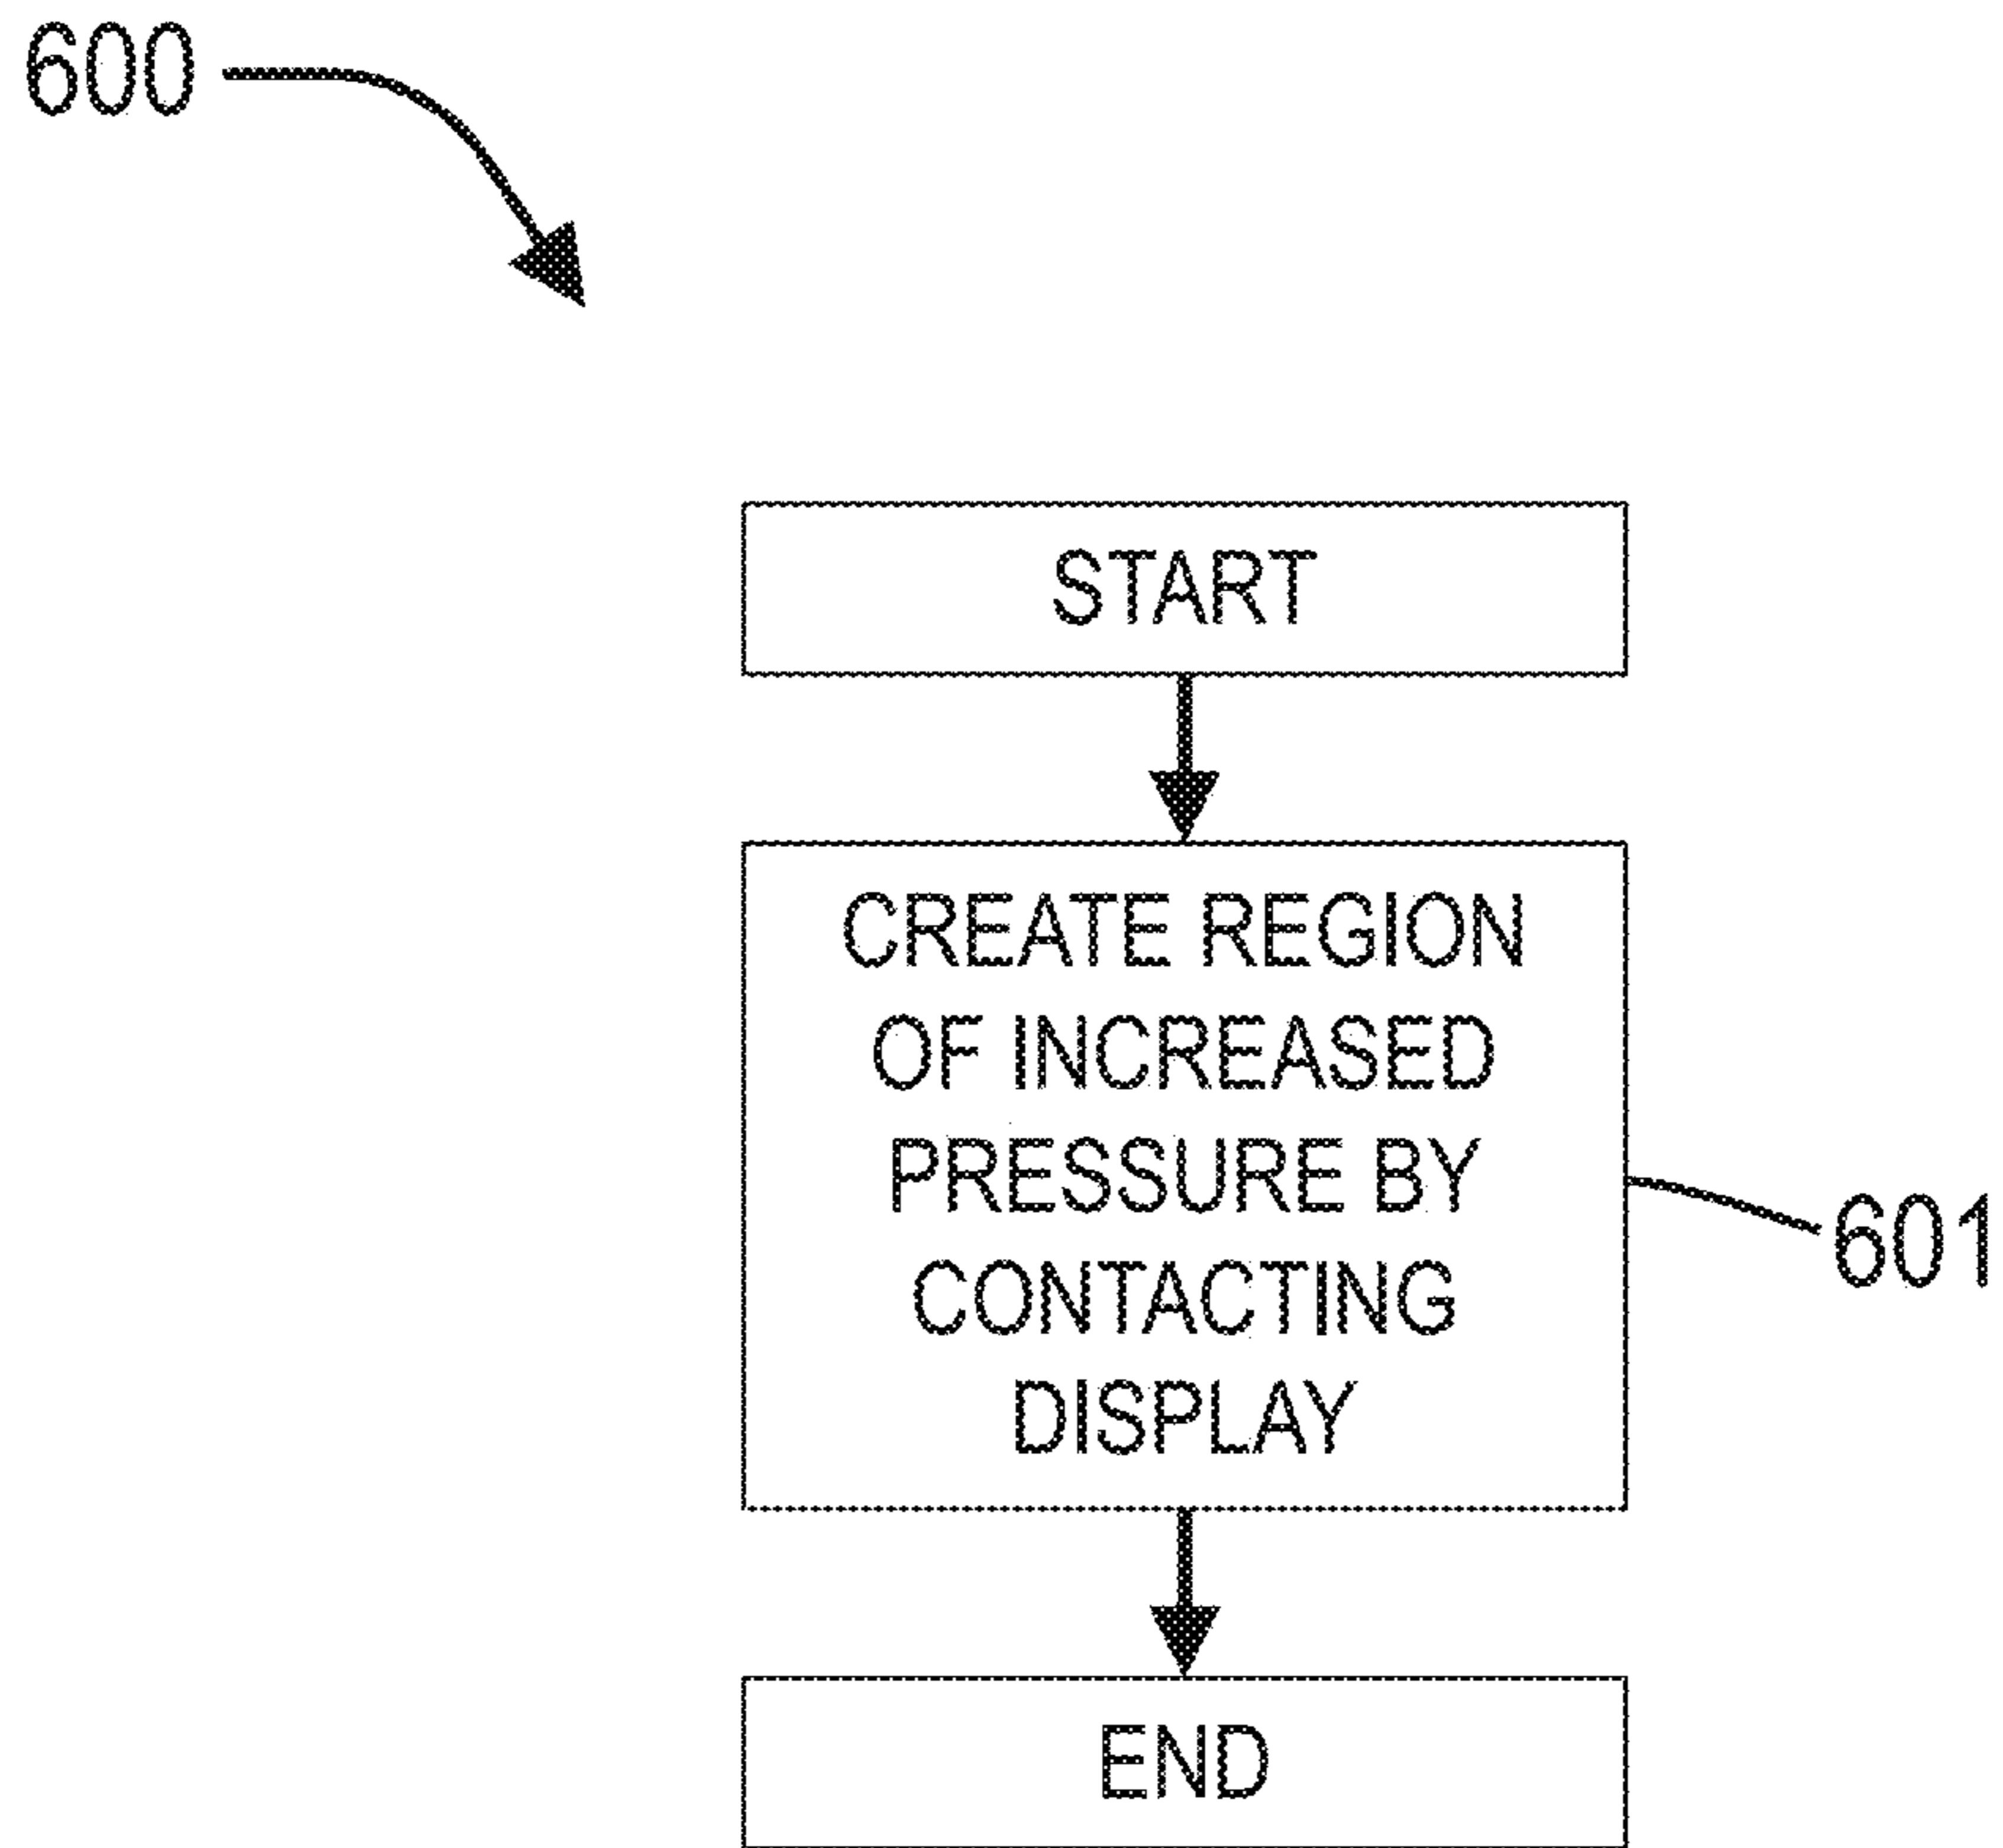 600
START
CREATE REGION
OF INCREASED
PRESSURE BY
CONTACTING
DISPLAY
601
END